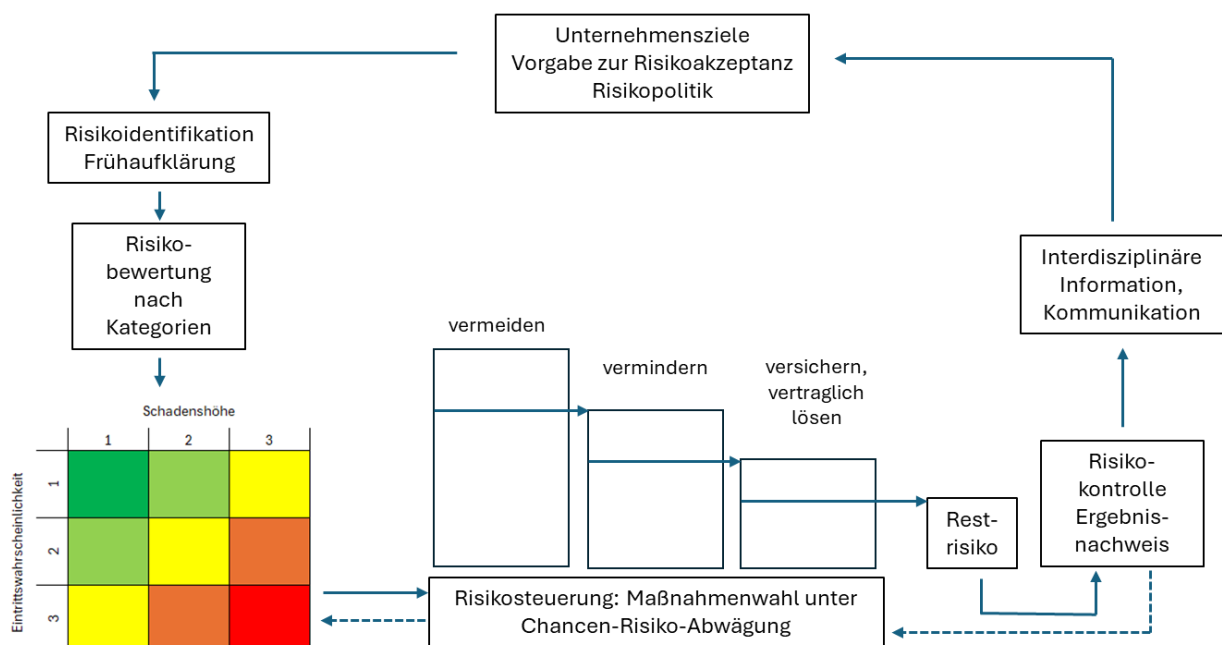 Unternehmensziele
Vorgabe zur Risikoakzeptanz
Risikopolitik
Risikoidentifikation
Frühaufklärung
Risiko-
bewertung
nach
Kategorien
Schadenshöhe
1 2 3
Eintrittswahrscheinlichkeit
1
2
3
vermeiden
vermindern
versichern,
vertraglich
lösen
Rest-
risiko
Risikosteuerung: Maßnahmenwahl unter
Chancen-Risiko-Abwägung
Risiko-
kontrolle
Ergebnis-
nachweis
Interdisziplinäre
Information,
Kommunikation